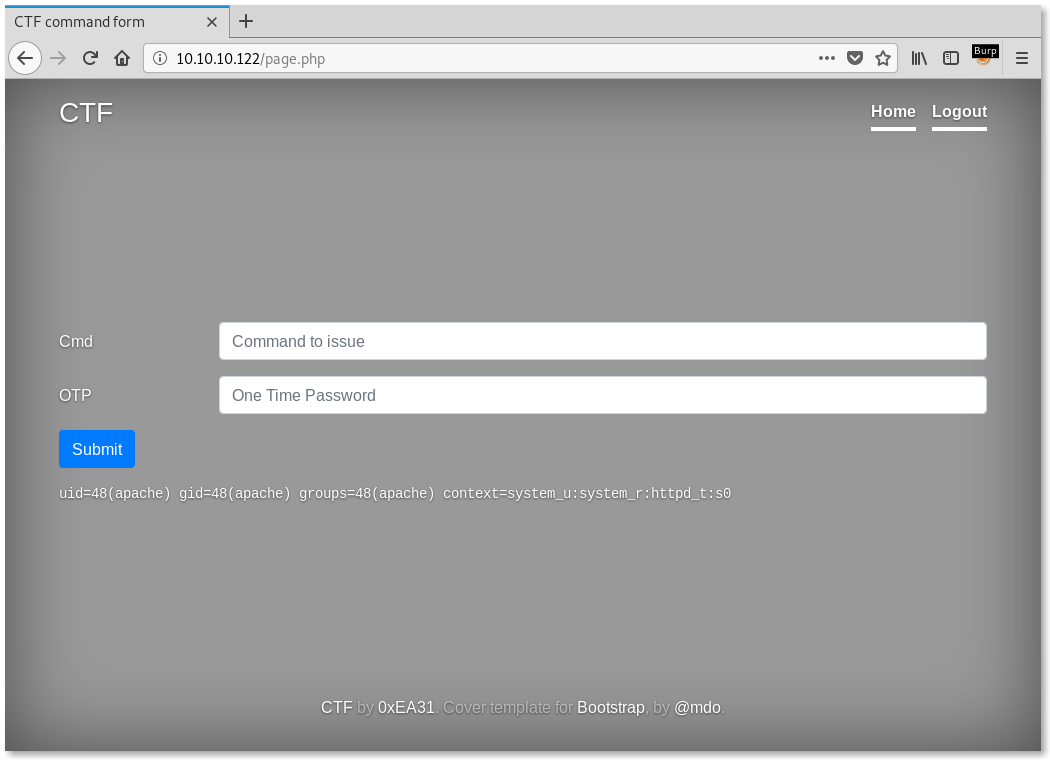 CTF command form
10.10.10.122/page.php
Burp
CTF
Home Logout
Cmd Command to issue
OTP One Time Password
Submit
uid=48(apache) gid=48(apache) groups=48(apache) context=system_u:system_r:httpd_t:s0
CTF by 0xEA31. Cover template for Bootstrap, by @mdo.